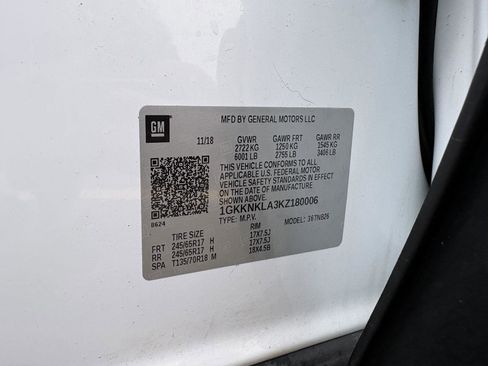 GM
MFD BY GENERAL MOTORS LLC
11/18 GVWR GAWR FRT GAWR RR
2722 KG 1250 KG 1545 KG
6001 LB 2755 LB 3406 LB
THIS VEHICLE CONFORMS TO ALL
APPLICABLE U.S. FEDERAL MOTOR
VEHICLE SAFETY STANDARDS IN EFFECT
ON THE DATE OF MANUFACTURE
SHOWN ABOVE.
8624
1GKKNKLA3KZ180006
TYPE: M.P.V. MODEL:
TIRE SIZE RIM
FRT 245/65R17 H 17X7.5J
RR 245/65R17 H 17X7.5J
SPA T135/70R18 M 18X4.5B